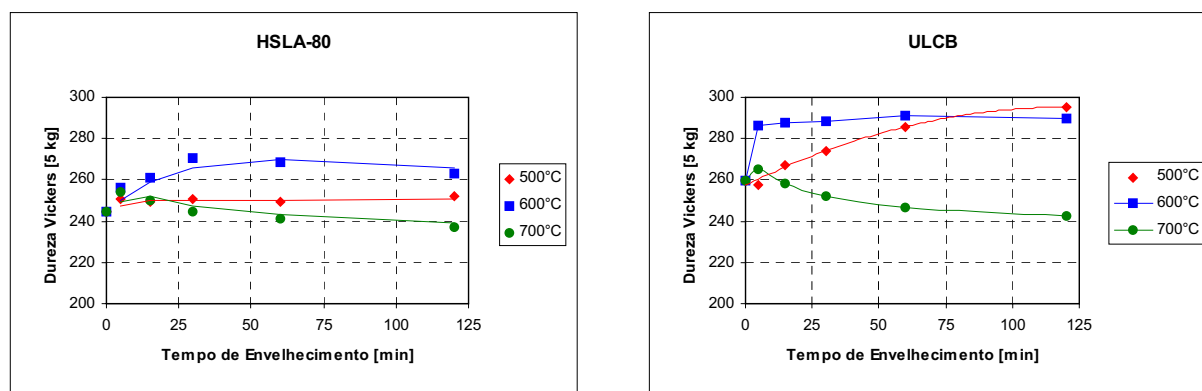 HSLA-80
Dureza Vickers [5 kg]
300
280
260
240
220
200
0
25
50
75
100
125
Tempo de Envelhecimento [min]
500°C
600°C
700°C
ULCB
Dureza Vickers [5 kg]
300
280
260
240
220
200
0
25
50
75
100
125
Tempo de Envelhecimento [min]
500°C
600°C
700°C